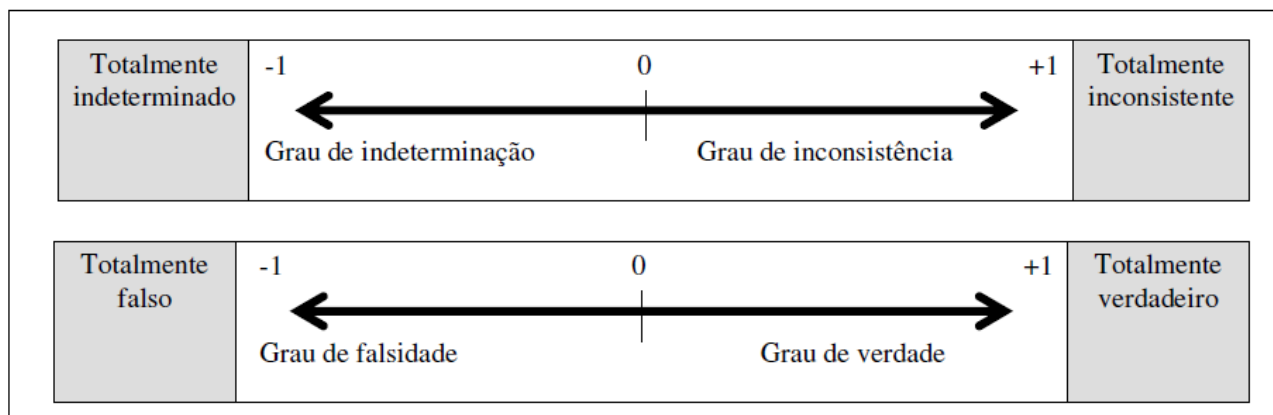 Totalmente
indeterminado
-1
0
+1
Totalmente
inconsistente
Grau de indeterminação
Grau de inconsistência
Totalmente
falso
-1
0
+1
Totalmente
verdadeiro
Grau de falsidade
Grau de verdade